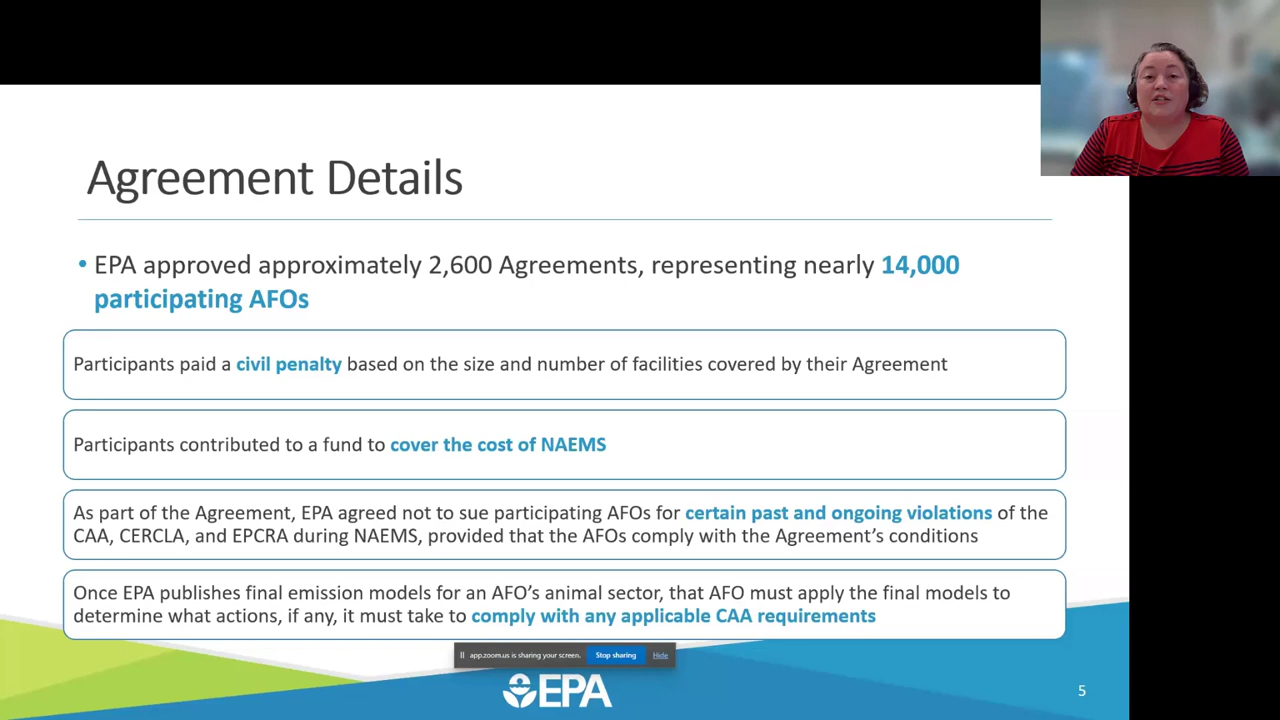 Agreement Details
• EPA approved approximately 2,600 Agreements, representing nearly 14,000
participating AFOs
Participants paid a civil penalty based on the size and number of facilities covered by their Agreement
Participants contributed to a fund to cover the cost of NAEMS
As part of the Agreement, EPA agreed not to sue participating AFOs for certain past and ongoing violations of the
CAA, CERCLA, and EPCRA during NAEMS, provided that the AFOs comply with the Agreement's conditions
Once EPA publishes final emission models for an AFO's animal sector, that AFO must apply the final models to
determine what actions, if any, it must take to comply with any applicable CAA requirements
app.zoom.us is sharing your screen. Stop sharing Hide
EPA
5